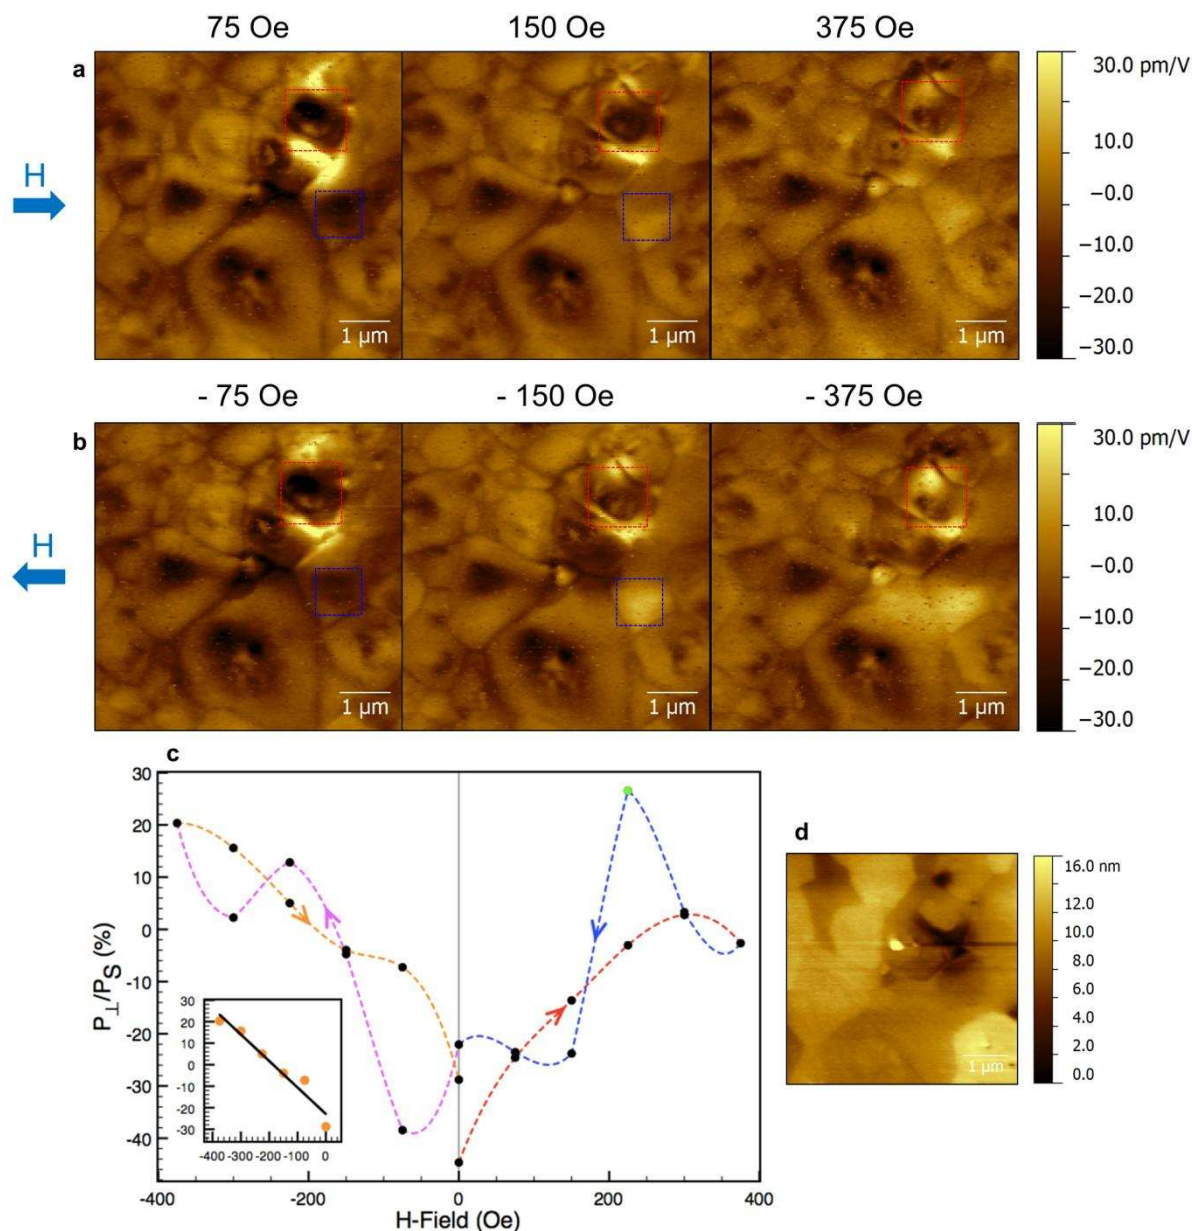 75 Oe 150 Oe 375 Oe
a
H
1 µm 1 µm 1 µm
30.0 pm/V
10.0
−0.0
−10.0
−20.0
−30.0
- 75 Oe - 150 Oe - 375 Oe
b
H
1 µm 1 µm 1 µm
30.0 pm/V
10.0
−0.0
−10.0
−20.0
−30.0
c
P⊥/PS (%)
30
20
10
0
-10
-20
-30
-40
-400 -200 0 200 400
H-Field (Oe)
30
20
10
0
-10
-20
-30
-400 -300 -200 -100 0
d
1 µm
16.0 nm
12.0
10.0
8.0
6.0
4.0
2.0
0.0